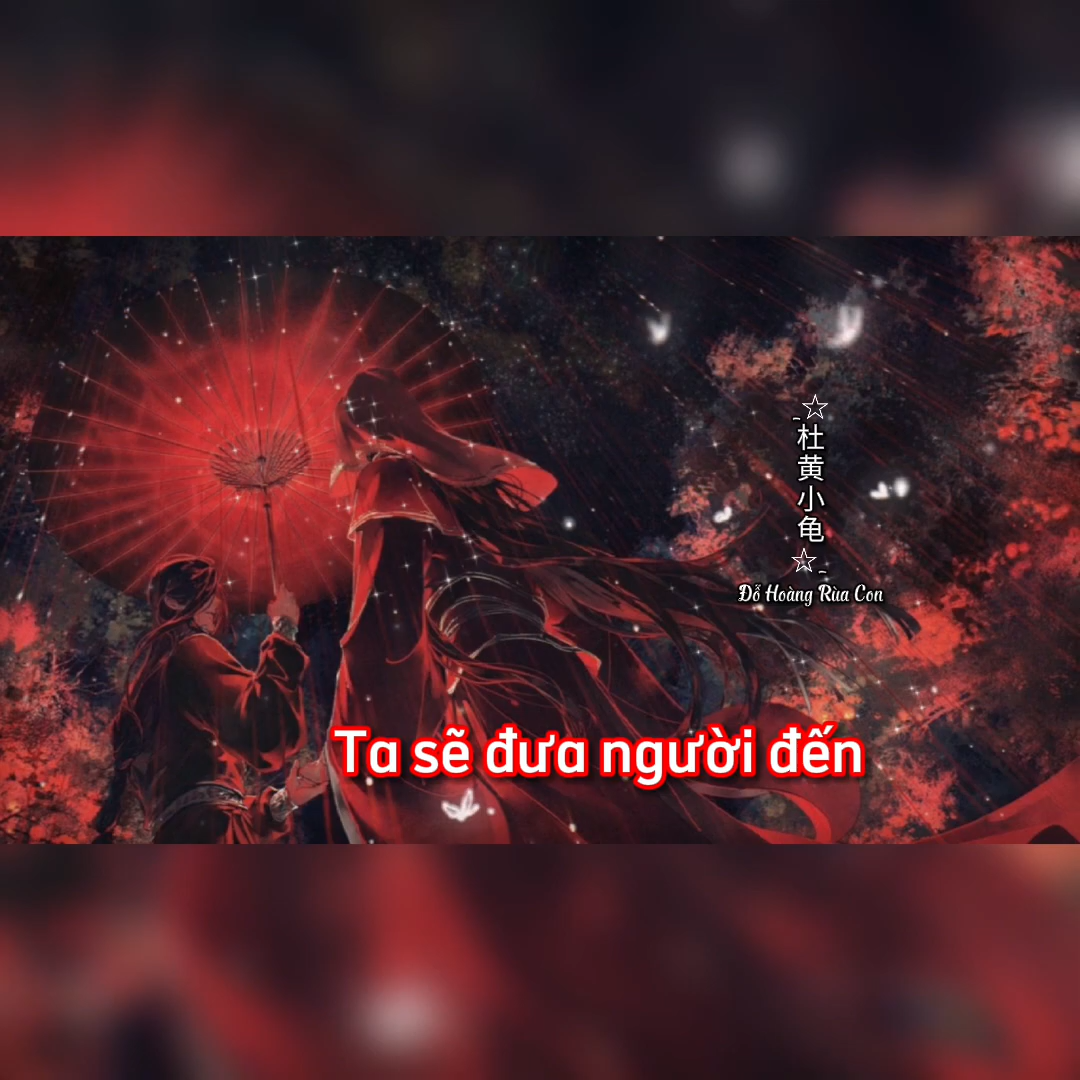 ☆
杜黄小龟
☆
Đỗ Hoàng Rùa Con
Ta sẽ đưa người đến